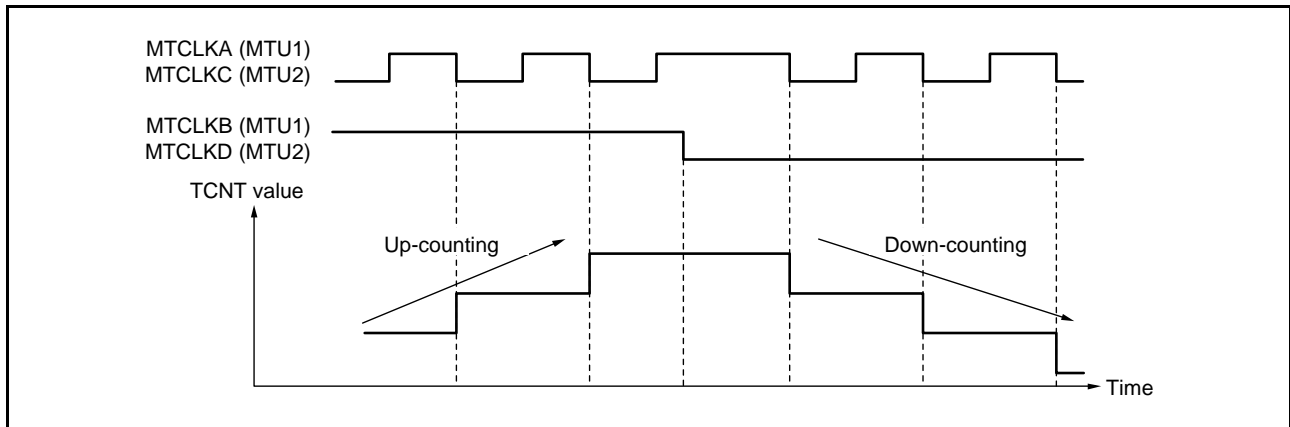 MTCLKA (MTU1)
MTCLKC (MTU2)
MTCLKB (MTU1)
MTCLKD (MTU2)
TCNT value
Up-counting
Down-counting
Time